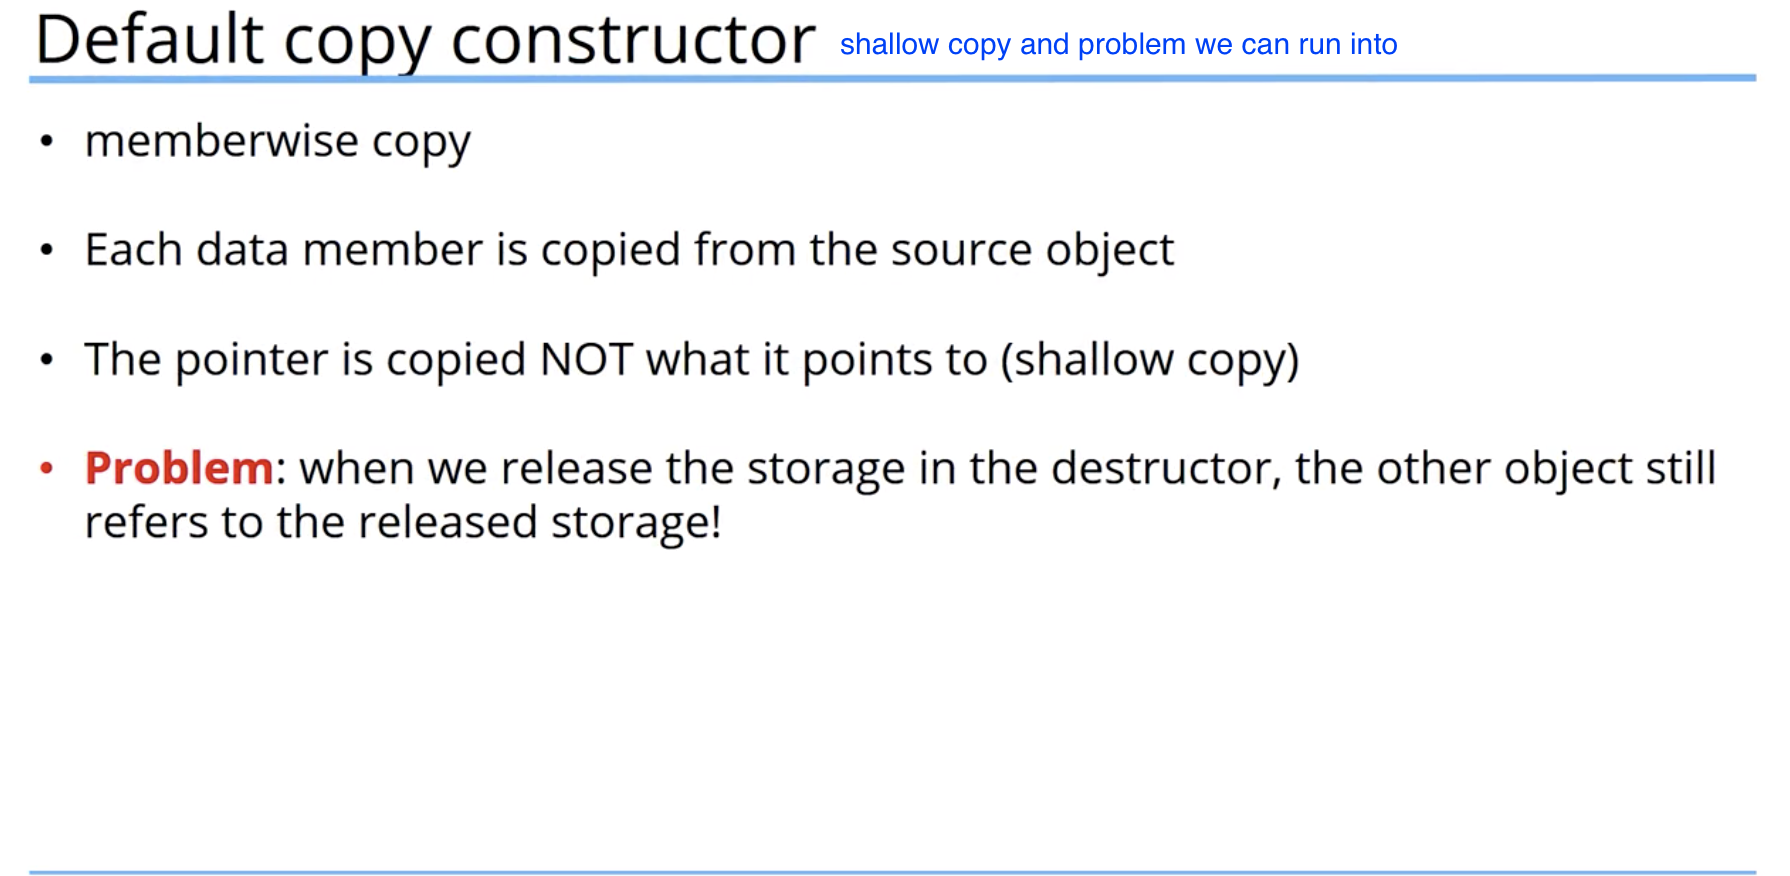 Default copy constructor shallow copy and problem we can run into
• memberwise copy
• Each data member is copied from the source object
• The pointer is copied NOT what it points to (shallow copy)
• Problem: when we release the storage in the destructor, the other object still
refers to the released storage!